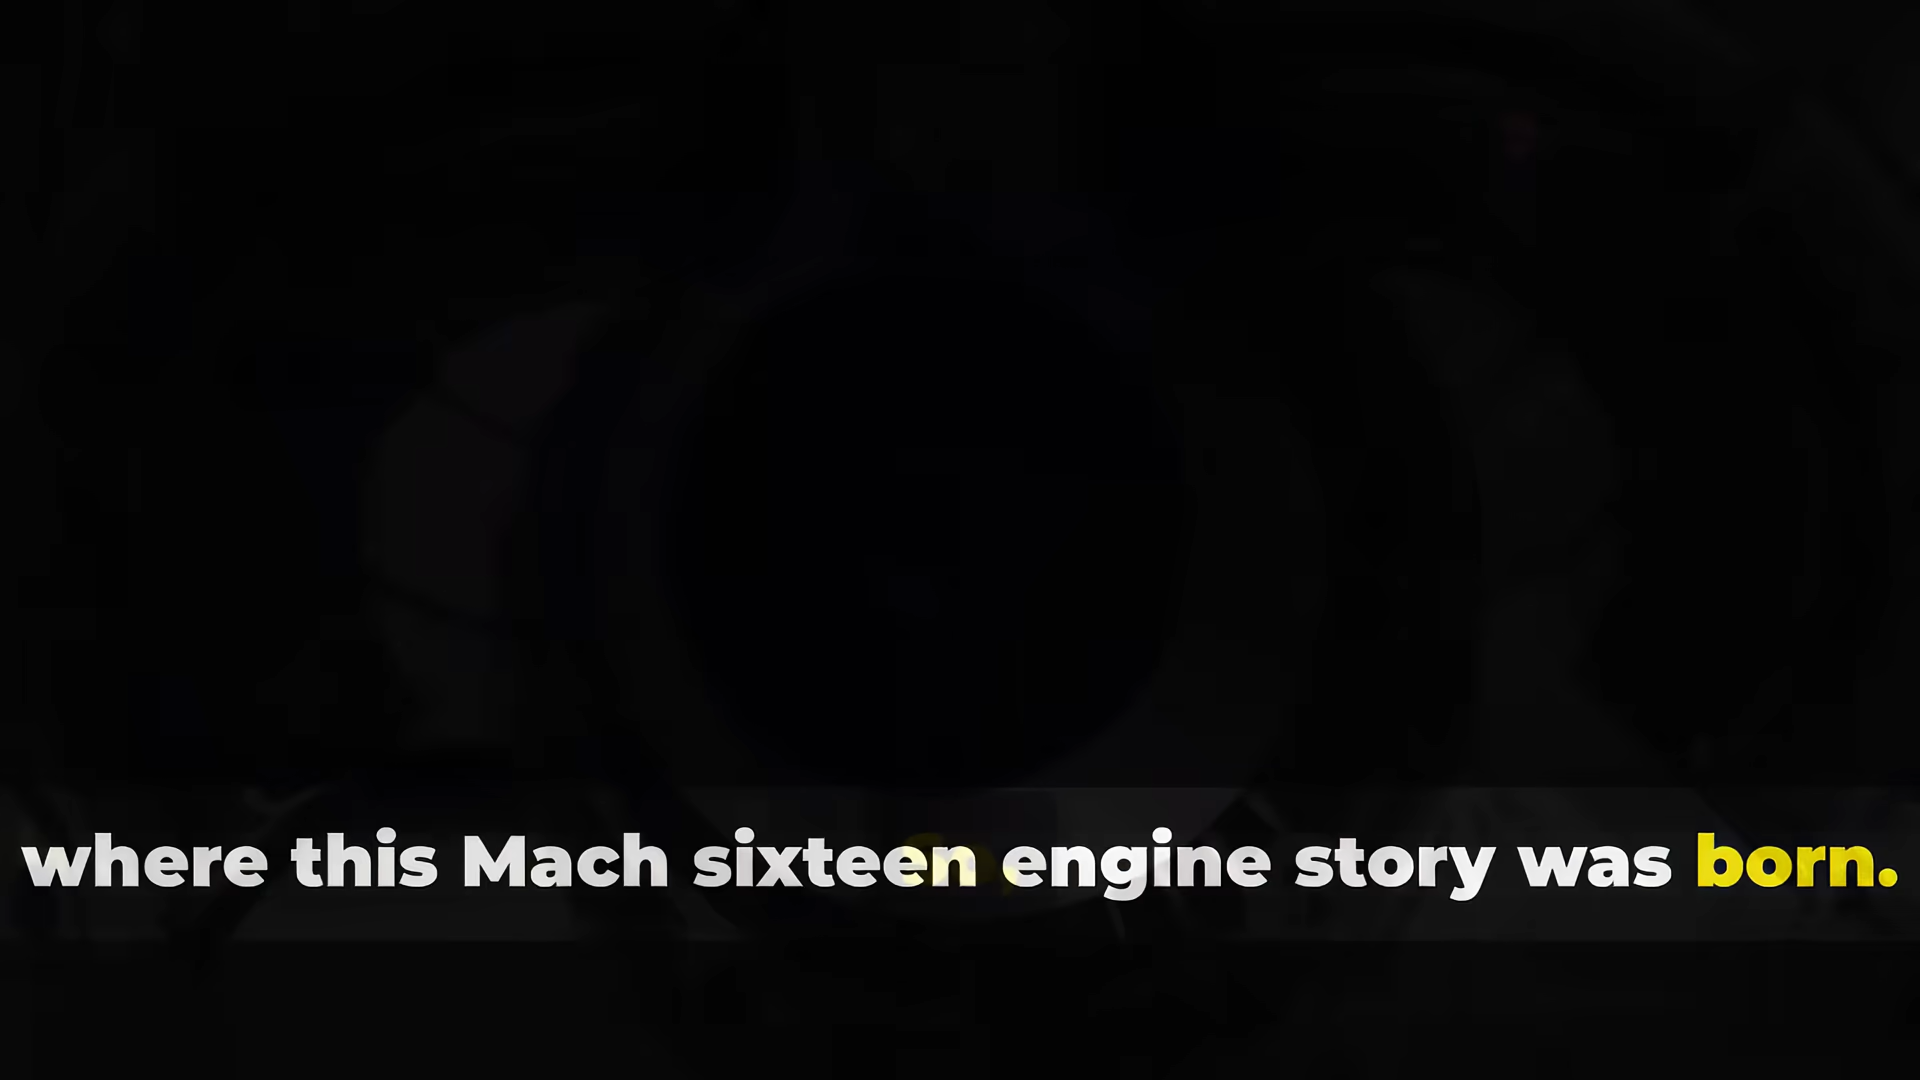 where this Mach sixteen engine story was born.